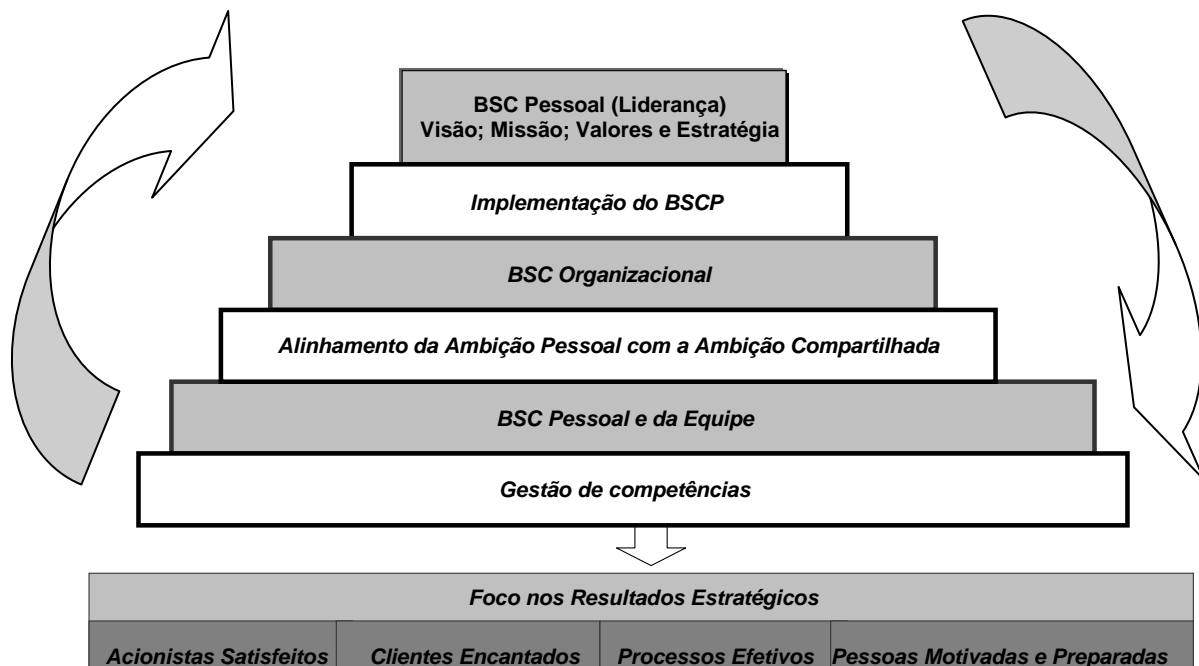 BSC Pessoal (Liderança)
Visão; Missão; Valores e Estratégia
Implementação do BSCP
BSC Organizacional
Alinhamento da Ambição Pessoal com a Ambição Compartilhada
BSC Pessoal e da Equipe
Gestão de competências
Foco nos Resultados Estratégicos
Acionistas Satisfeitos
Clientes Encantados
Processos Efetivos
Pessoas Motivadas e Preparadas